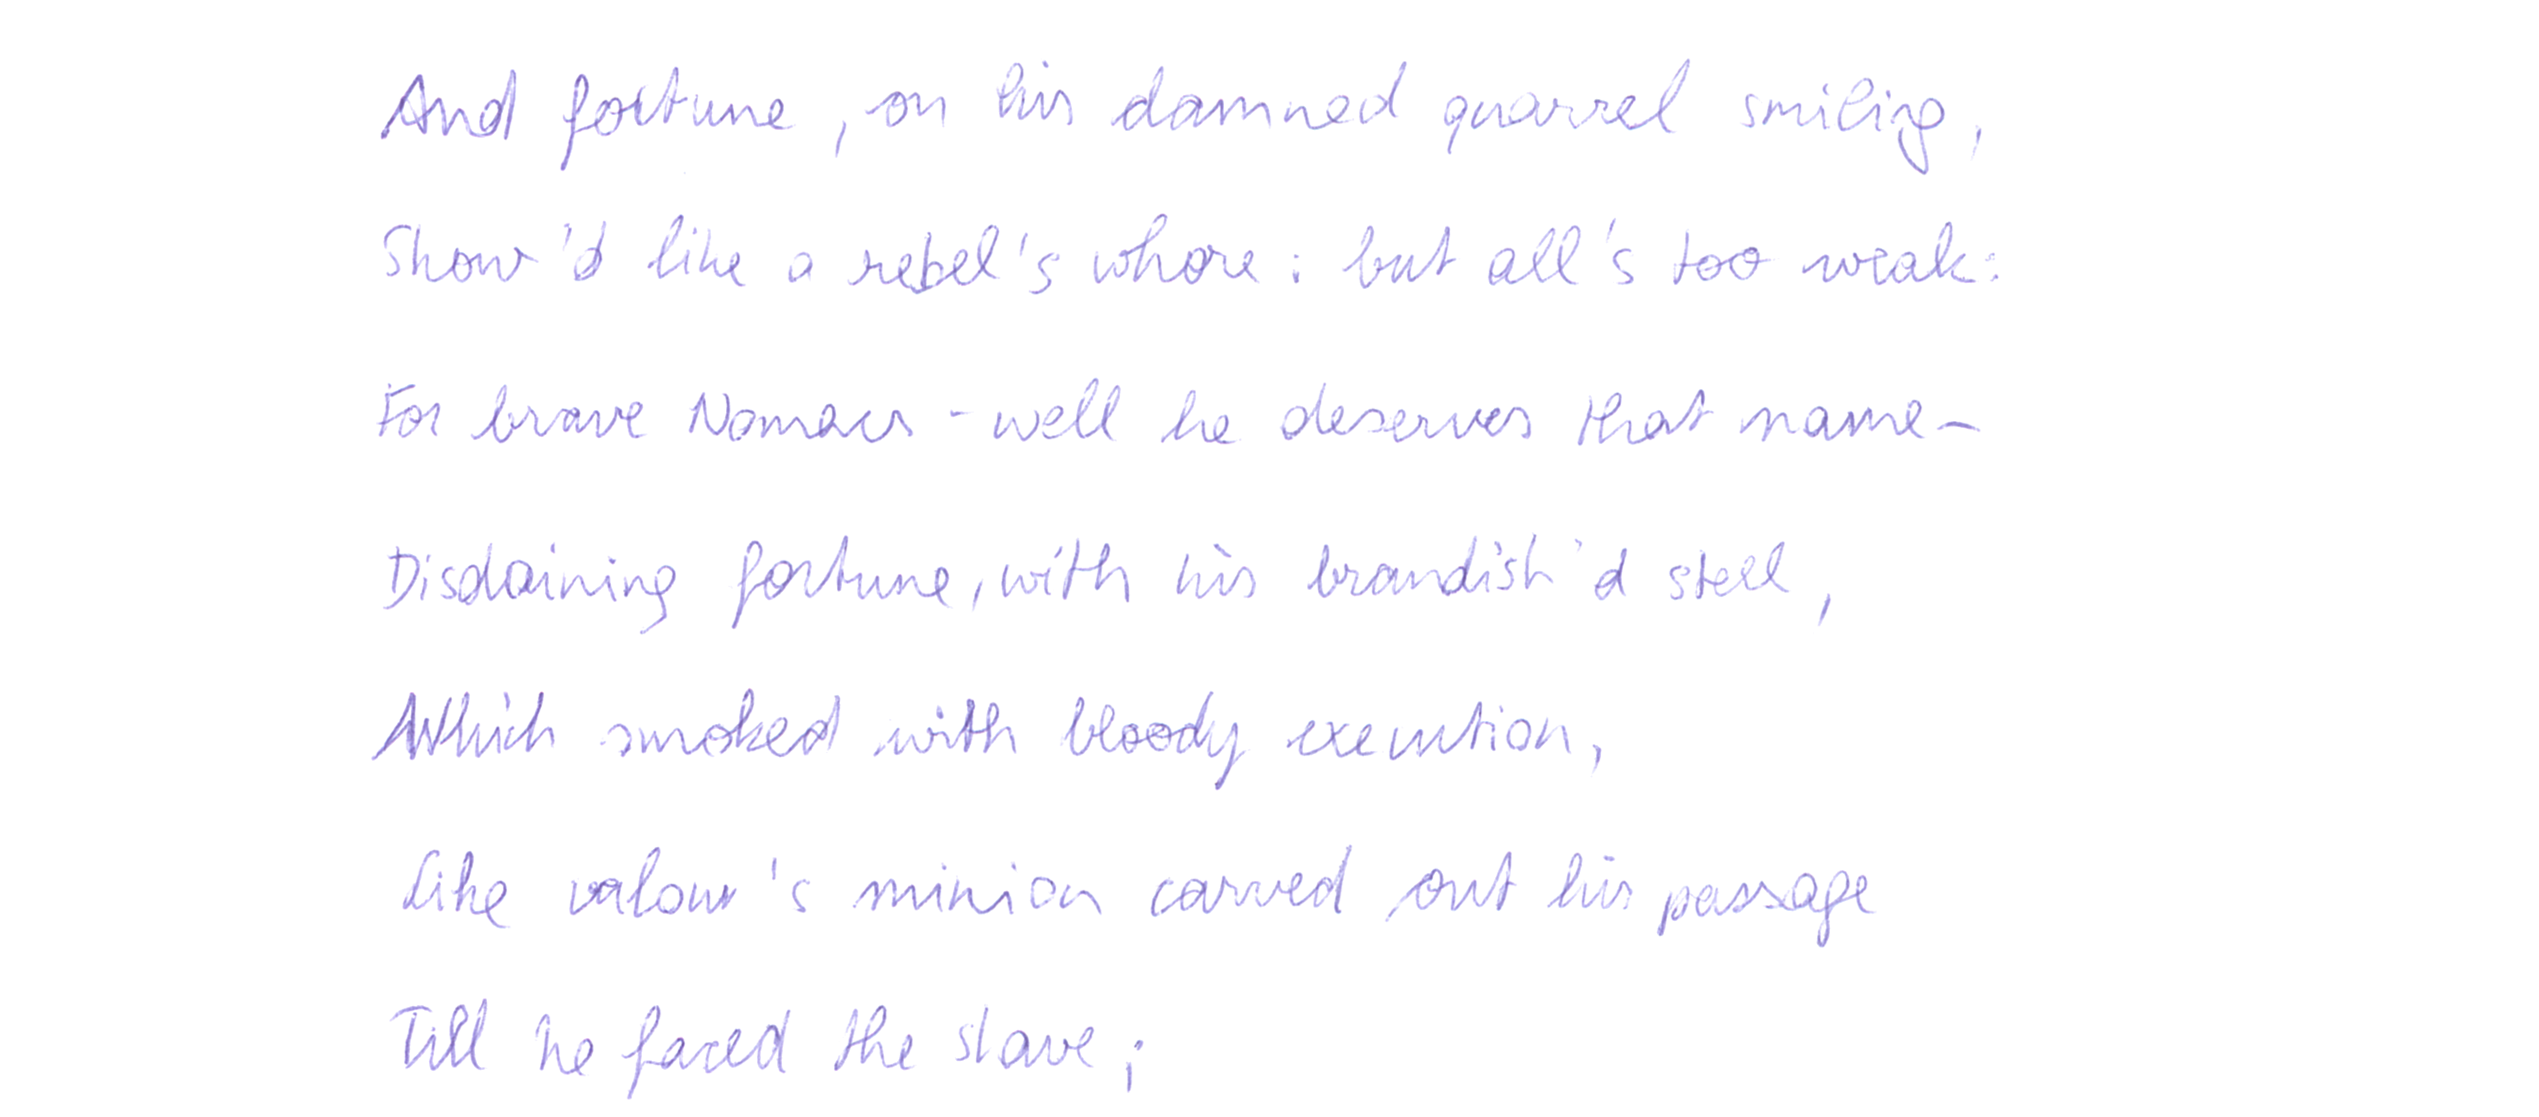 And fortune, on his damned quarrel smiling,
Show'd like a rebel's whore: but all's too weak:
For brave Nomacs - well he deserves that name -
Disdaining fortune, with his brandish'd steel,
Which smoked with bloody execution,
Like valour's minion carved out his passage
Till he faced the slave;